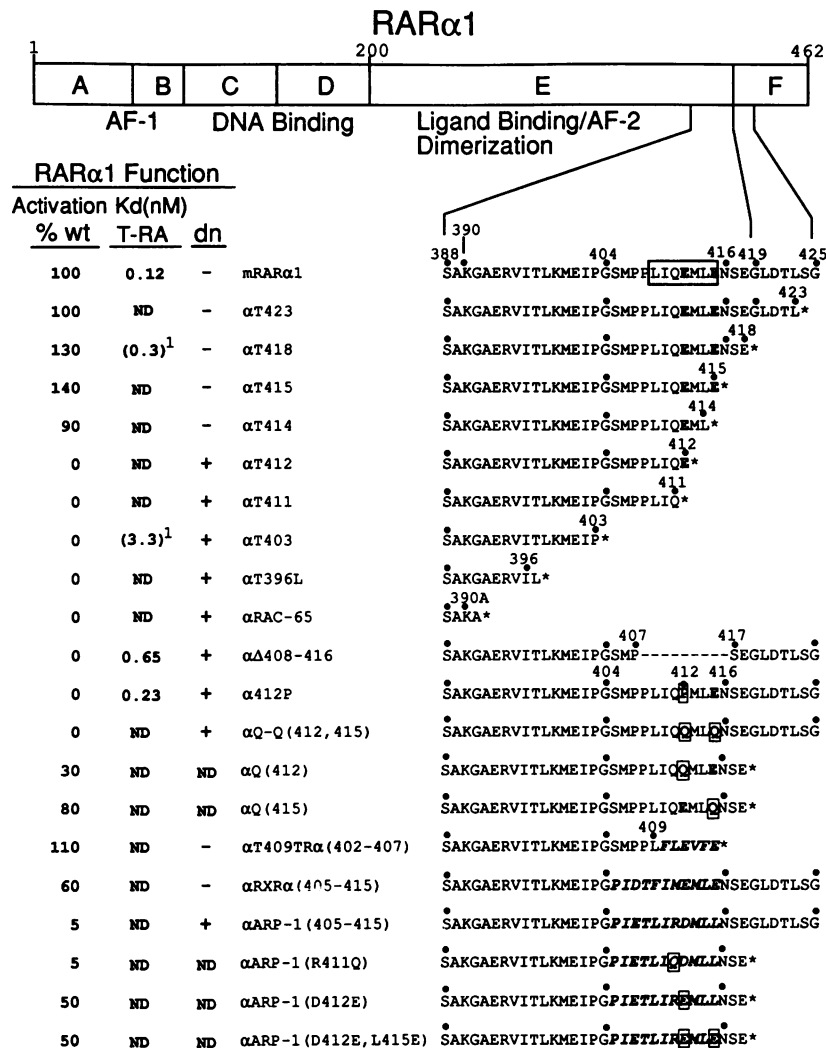 RARα1
1 200 462
A B C D E F
AF-1 DNA Binding Ligand Binding/AF-2
Dimerization
RARα1 Function
Activation Kd(nM)
% wt T-RA dn
390
388 404 416 419 425
100 0.12 - mRARα1 SAKGAERVITLKMEIPGSMPPLIQEMLENSEGLDTLSG
423
100 ND - αT423 SAKGAERVITLKMEIPGSMPPLIQEMLENSEGLDTL*
418
130 (0.3)1 - αT418 SAKGAERVITLKMEIPGSMPPLIQEMLENSE*
415
140 ND - αT415 SAKGAERVITLKMEIPGSMPPLIQEMLE*
414
90 ND - αT414 SAKGAERVITLKMEIPGSMPPLIQEML*
412
0 ND + αT412 SAKGAERVITLKMEIPGSMPPLIQE*
411
0 ND + αT411 SAKGAERVITLKMEIPGSMPPLIQ*
403
0 (3.3)1 + αT403 SAKGAERVITLKMEIP*
396
0 ND + αT396L SAKGAERVIL*
390A
0 ND + αRAC-65 SAKA*
407 417
0 0.65 + αΔ408-416 SAKGAERVITLKMEIPGSMP---------SEGLDTLSG
404 412 416
0 0.23 + α412P SAKGAERVITLKMEIPGSMPPLIQPMLENSEGLDTLSG
0 ND + αQ-Q(412,415) SAKGAERVITLKMEIPGSMPPLIQQMLQNSEGLDTLSG
30 ND ND αQ(412) SAKGAERVITLKMEIPGSMPPLIQQMLENSE*
80 ND ND αQ(415) SAKGAERVITLKMEIPGSMPPLIQEMLQNSE*
409
110 ND - αT409TRα(402-407) SAKGAERVITLKMEIPGSMPPLFLEVFE*
60 ND - αRXRα(405-415) SAKGAERVITLKMEIPGPIDTFIMEMLENSEGLDTLSG
5 ND + αARP-1(405-415) SAKGAERVITLKMEIPGPIETLIRDMLLNSEGLDTLSG
5 ND ND αARP-1(R411Q) SAKGAERVITLKMEIPGPIETLIQDMLLNSE*
50 ND ND αARP-1(D412E) SAKGAERVITLKMEIPGPIETLIREMLLNSE*
50 ND ND αARP-1(D412E,L415E) SAKGAERVITLKMEIPGPIETLIREMLENSE*